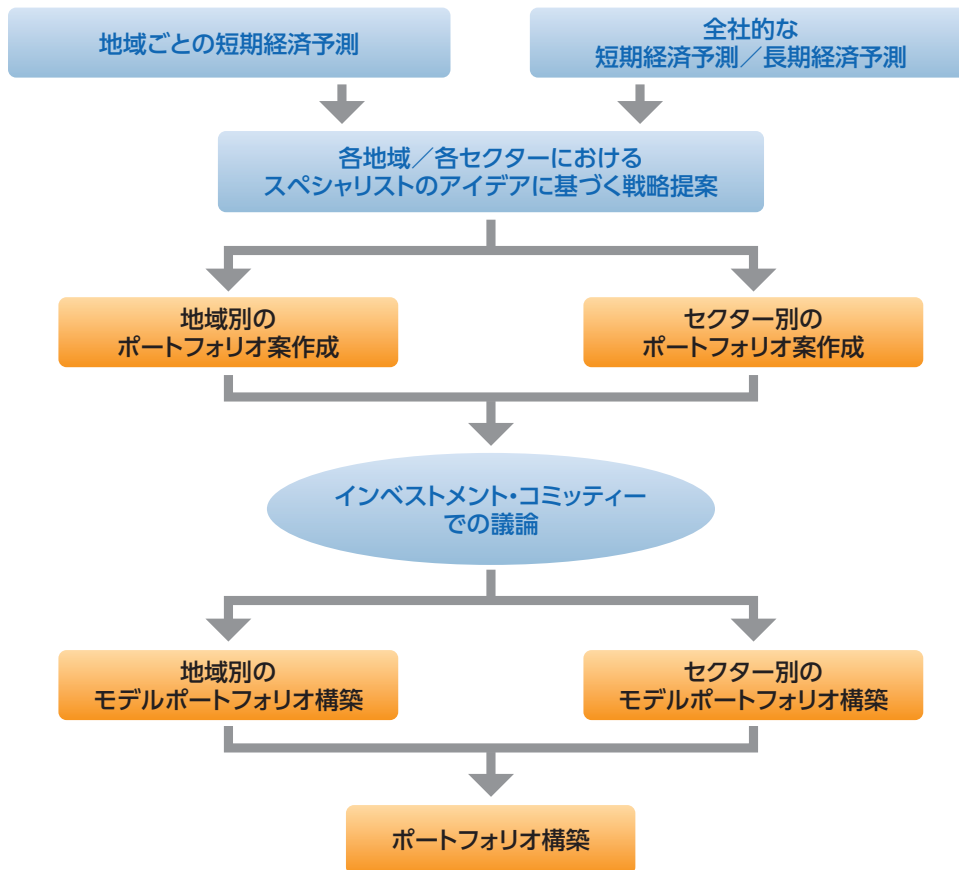 地域ごとの短期経済予測
全社的な
短期経済予測／長期経済予測
各地域／各セクターにおける
スペシャリストのアイデアに基づく戦略提案
地域別の
ポートフォリオ案作成
セクター別の
ポートフォリオ案作成
インベストメント・コミッティー
での議論
地域別の
モデルポートフォリオ構築
セクター別の
モデルポートフォリオ構築
ポートフォリオ構築